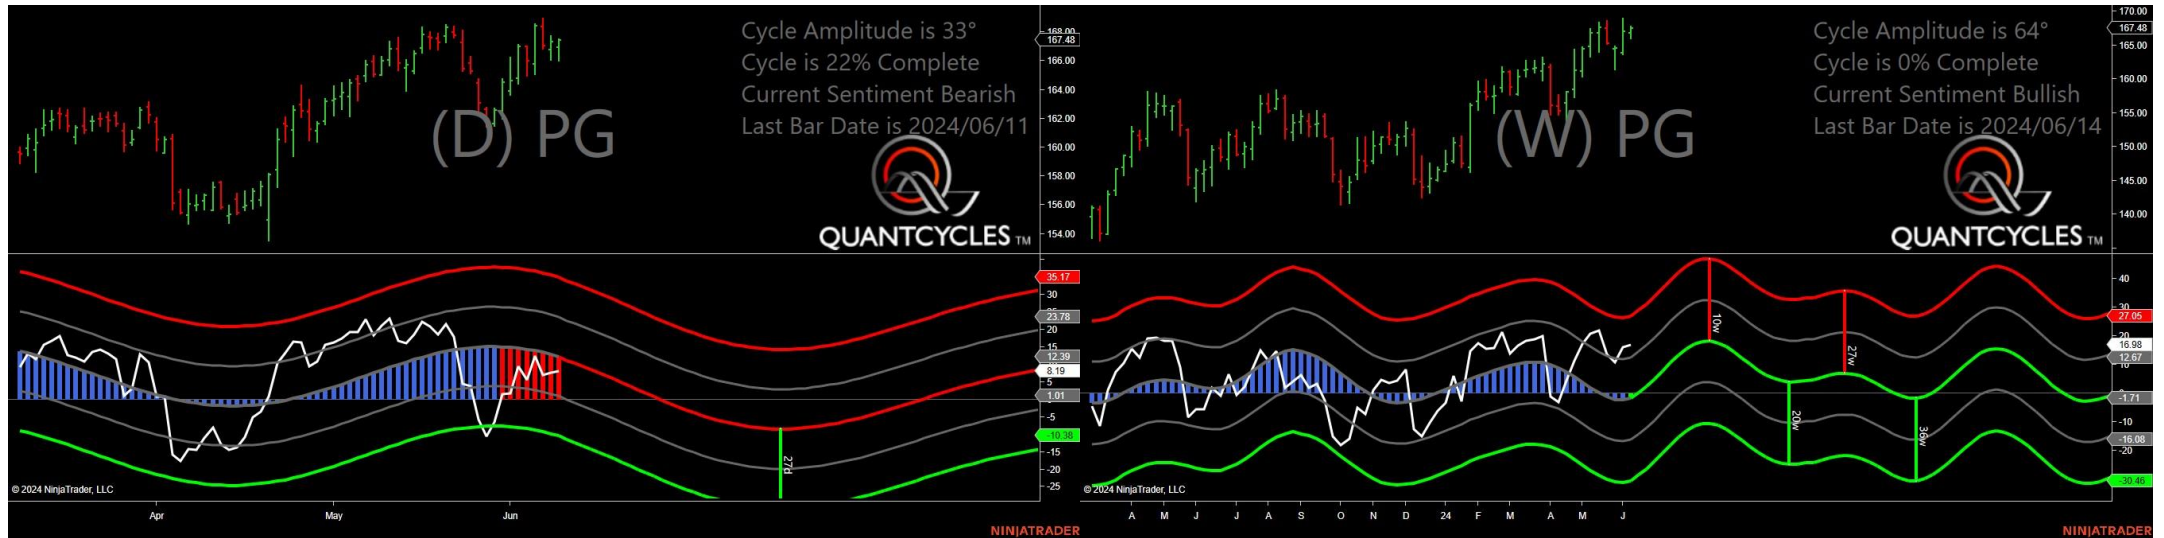 Cycle Amplitude is 33°
Cycle is 22% Complete
Current Sentiment Bearish
Last Bar Date is 2024/06/11
(D) PG
QUANTCYCLES TM
168.00
167.48
166.00
164.00
162.00
160.00
158.00
156.00
154.00
35.17
30
23.78
20
15
12.39
8.19
5
1.01
-5
-10.38
-15
-20
-25
27d
© 2024 NinjaTrader, LLC
Apr May Jun
NINJATRADER
Cycle Amplitude is 64°
Cycle is 0% Complete
Current Sentiment Bullish
Last Bar Date is 2024/06/14
(W) PG
QUANTCYCLES TM
170.00
167.48
165.00
160.00
155.00
150.00
145.00
140.00
40
30
27.05
20
16.98
12.67
10
-1.71
-10
-16.08
-20
-30.46
10w
27w
20w
36w
© 2024 NinjaTrader, LLC
A M J J A S O N D 24 F M A M J
NINJATRADER